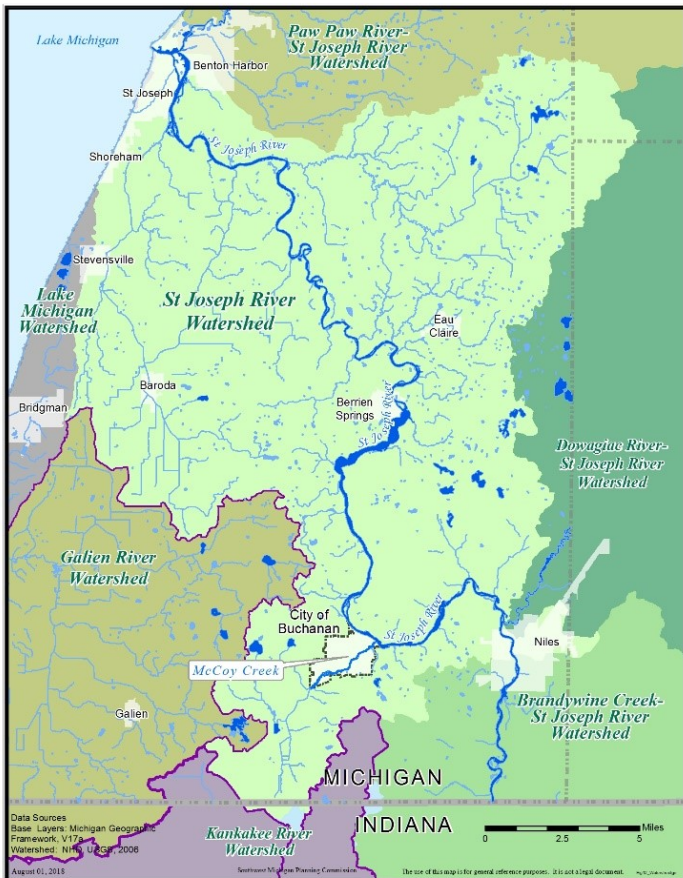 Lake Michigan
Paw Paw River-
St Joseph River
Watershed
Benton Harbor
St Joseph
St Joseph River
Shoreham
Stevensville
Lake
Michigan
Watershed
St Joseph River
Watershed
Eau
Claire
Baroda
Bridgman
Berrien
Springs
St Joseph River
Dowagiac River-
St Joseph River
Watershed
Galien River
Watershed
City of
Buchanan
St Joseph River
Niles
McCoy Creek
Galien
Brandywine Creek-
St Joseph River
Watershed
MICHIGAN
INDIANA
Kankakee River
Watershed
0 2.5 5
Miles
Data Sources
Base Layers: Michigan Geographic
Framework, V17a
Watershed: NHD, USGS, 2006
August 01, 2018
Southwest Michigan Planning Commission
The use of this map is for general reference purposes. It is not a legal document.